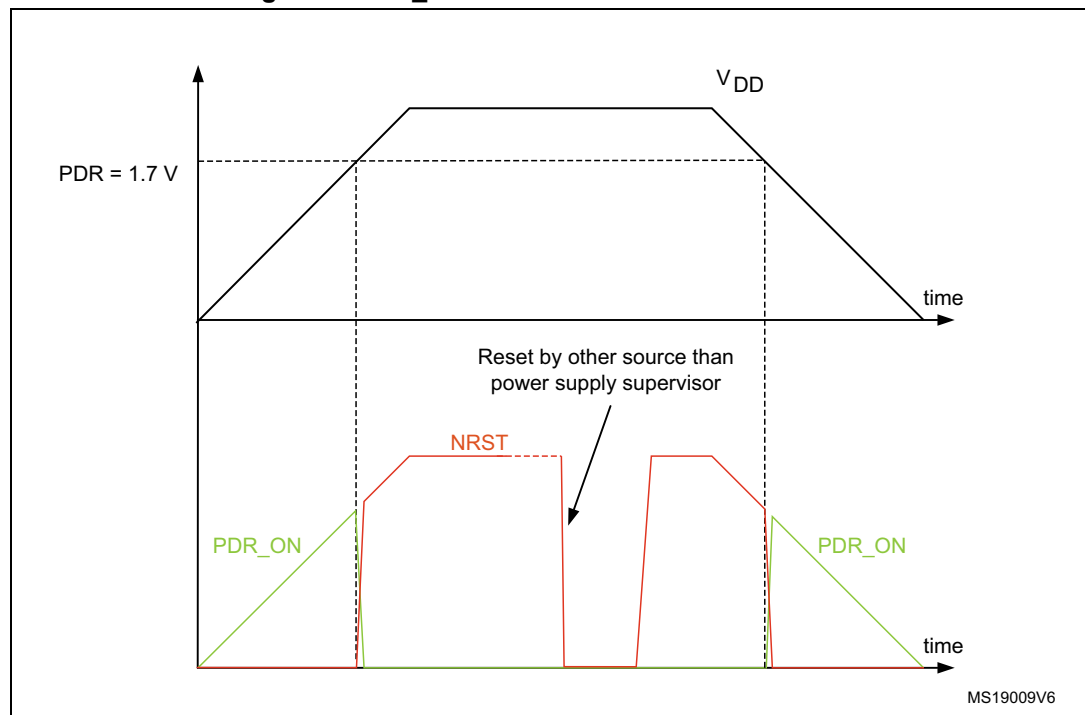 V DD
PDR = 1.7 V
time
Reset by other source than
power supply supervisor
NRST
PDR_ON
PDR_ON
time
MS19009V6